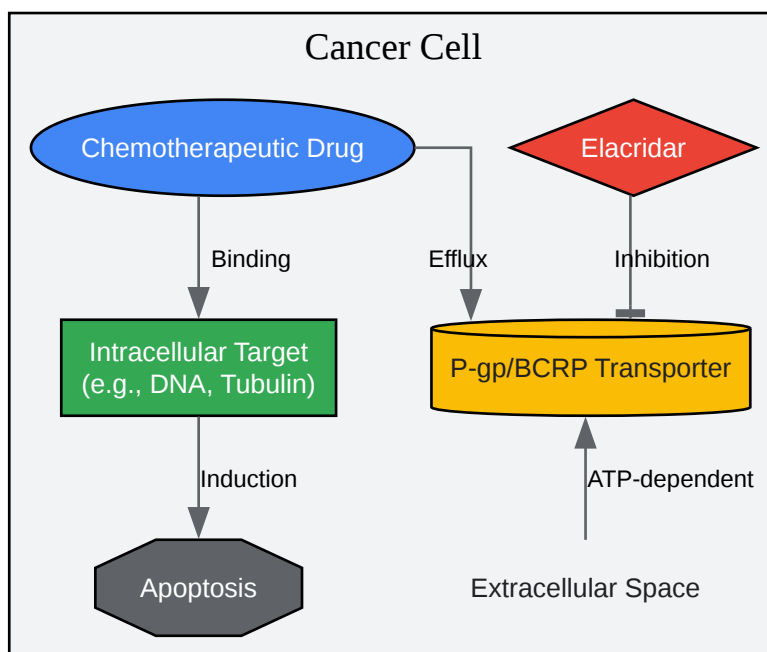 Cancer Cell
Chemotherapeutic Drug
Elacridar
Binding
Efflux
Inhibition
Intracellular Target
(e.g., DNA, Tubulin)
P-gp/BCRP Transporter
Induction
ATP-dependent
Apoptosis
Extracellular Space